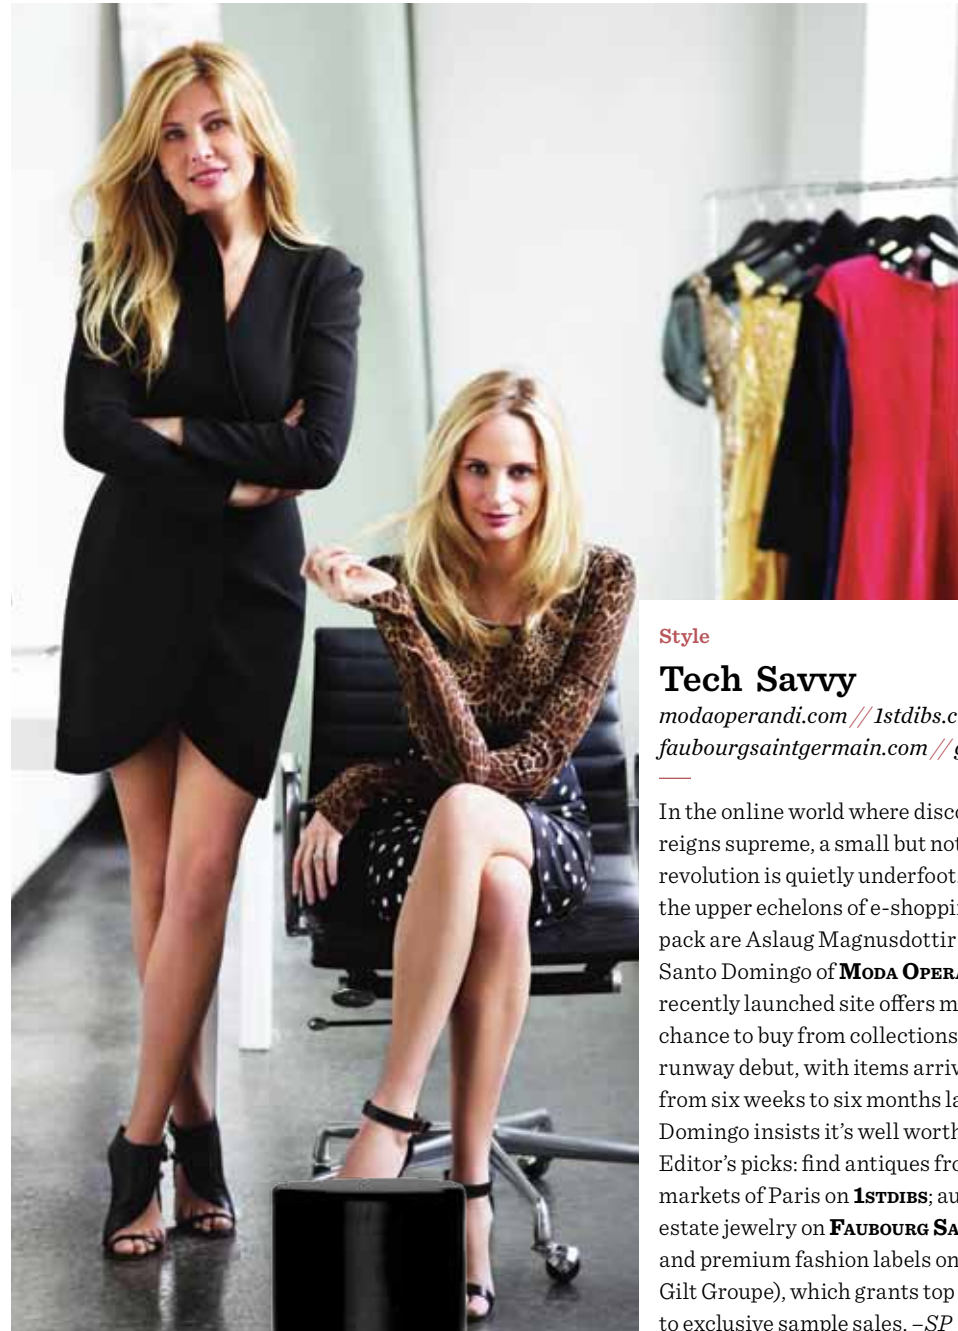 Style
Tech Savvy
modaoperandi.com // 1stdibs.c
faubourgsaintgermain.com // g
In the online world where disco
reigns supreme, a small but not
revolution is quietly underfoot
the upper echelons of e-shoppin
pack are Aslaug Magnusdottir
Santo Domingo of MODA OPERA
recently launched site offers m
chance to buy from collections
runway debut, with items arriv
from six weeks to six months la
Domingo insists it's well worth
Editor's picks: find antiques fro
markets of Paris on 1STDIBS; au
estate jewelry on FAUBOURG SA
and premium fashion labels on
Gilt Groupe), which grants top
to exclusive sample sales. –SP